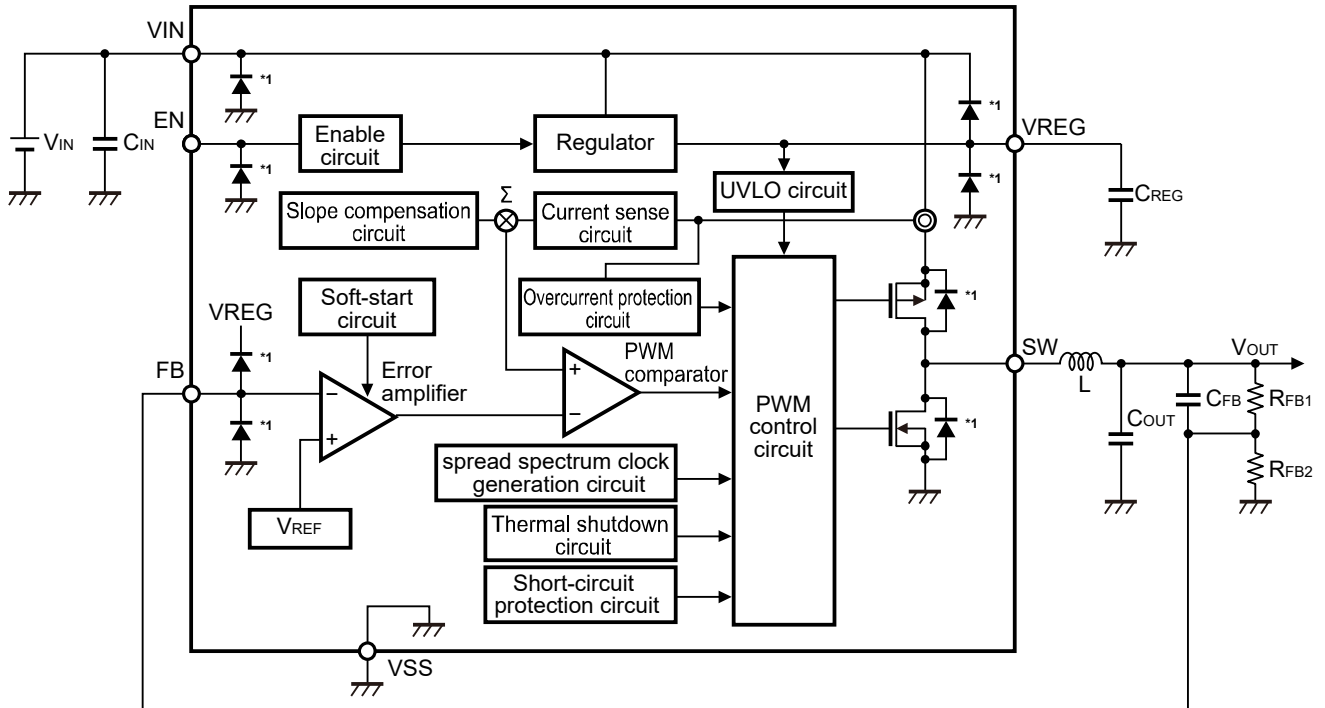 VIN
*1
EN
VIN
CIN
*1
Enable
circuit
Regulator
*1
VREG
*1
CREG
UVLO circuit
Slope compensation
circuit
Σ
Current sense
circuit
Overcurrent protection
circuit
Soft-start
circuit
VREG
*1
FB
*1
Error
amplifier
−
+
VREF
+
−
PWM
comparator
PWM
control
circuit
*1
SW
L
VOUT
*1
COUT
CFB
RFB1
RFB2
spread spectrum clock
generation circuit
Thermal shutdown
circuit
Short-circuit
protection circuit
VSS